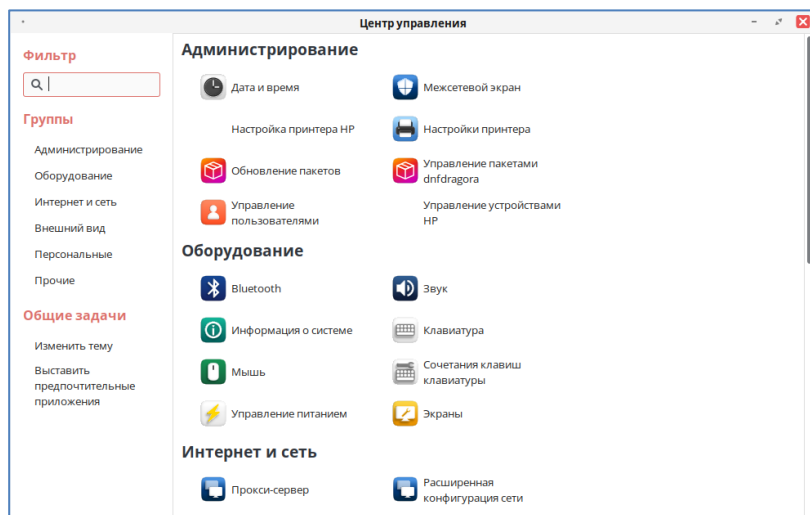 Центр управления
Фильтр
Группы
Администрирование
Оборудование
Интернет и сеть
Внешний вид
Персональные
Прочие
Общие задачи
Изменить тему
Выставить
предпочтительные
приложения
Администрирование
Дата и время
Межсетевой экран
Настройка принтера HP
Настройки принтера
Обновление пакетов
Управление пакетами
dnfdragora
Управление
пользователями
Управление устройствами
HP
Оборудование
Bluetooth
Звук
Информация о системе
Клавиатура
Мышь
Сочетания клавиш
клавиатуры
Управление питанием
Экраны
Интернет и сеть
Прокси-сервер
Расширенная
конфигурация сети